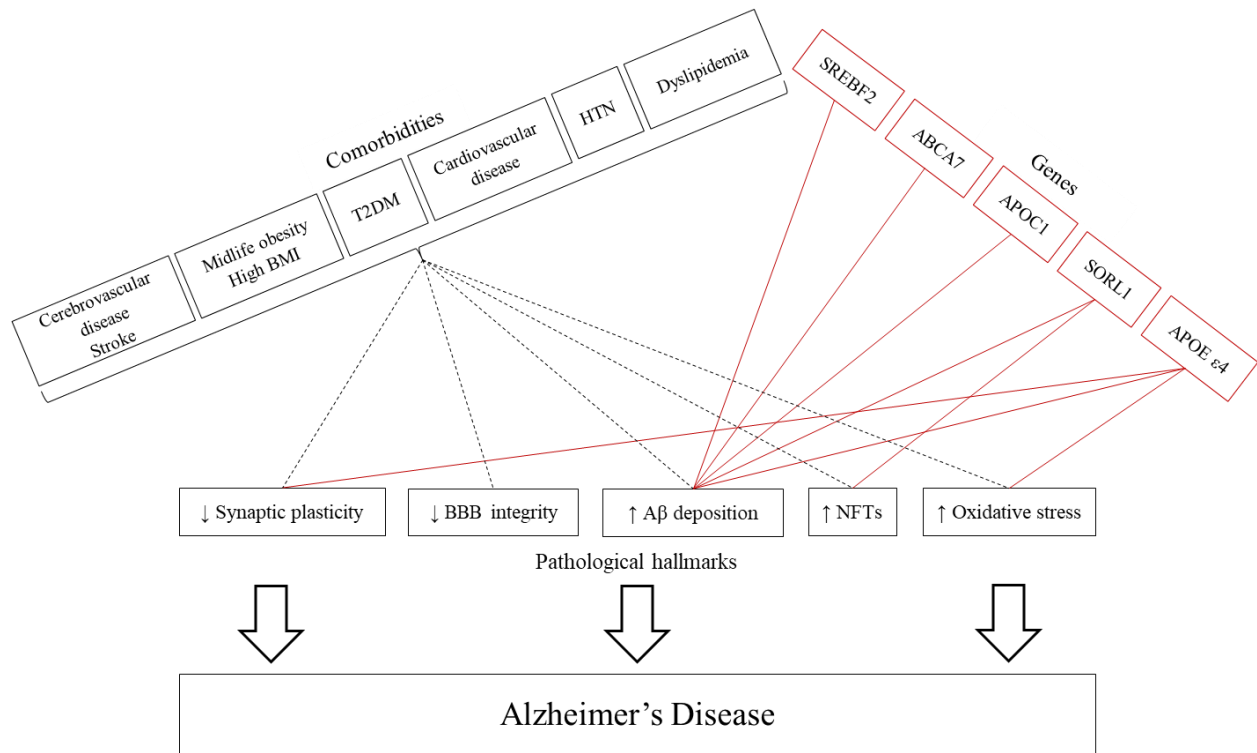 Comorbidities
Cerebrovascular
disease
Stroke
Midlife obesity
High BMI
T2DM
Cardiovascular
disease
HTN
Dyslipidemia
Genes
SREBF2
ABCA7
APOC1
SORL1
APOE ε4
↓ Synaptic plasticity
↓ BBB integrity
↑ Aβ deposition
↑ NFTs
↑ Oxidative stress
Pathological hallmarks
Alzheimer’s Disease